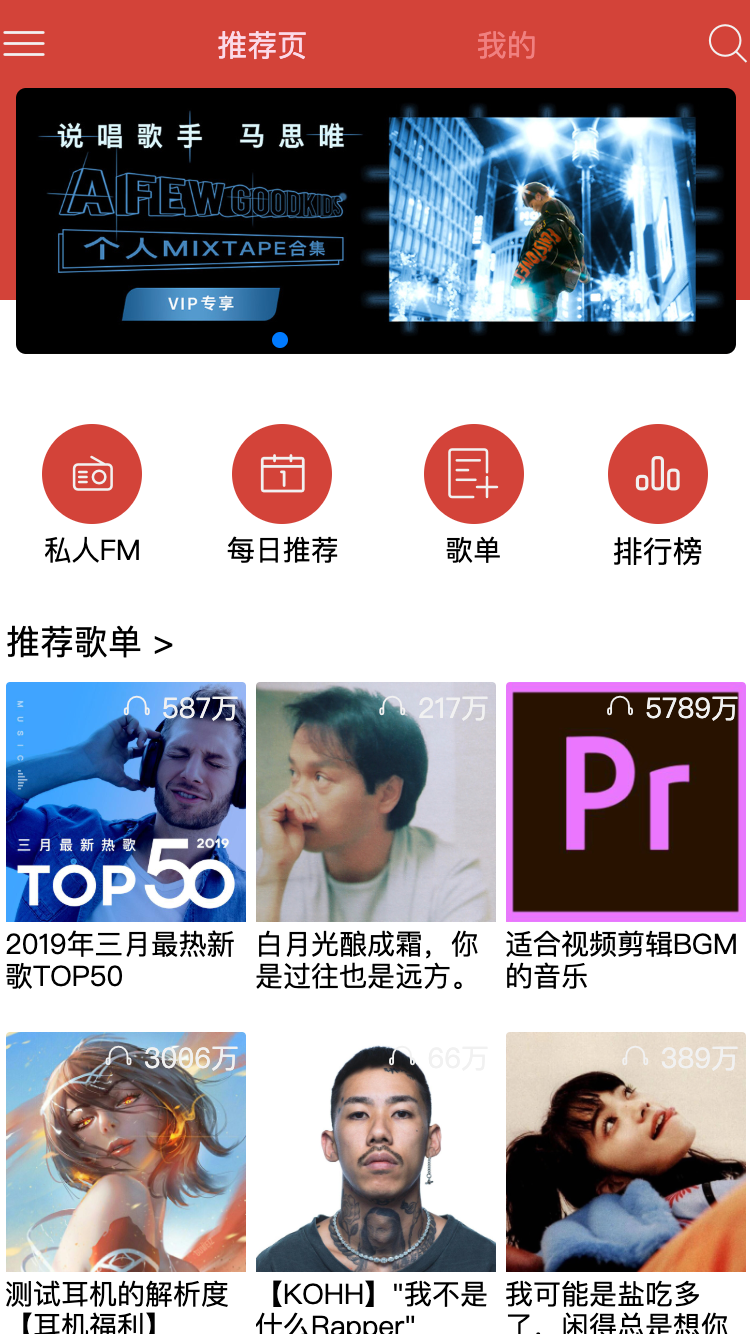 推荐页 我的
说唱歌手 马思唯
A FEW GOODKIDS®
个人MIXTAPE合集
VIP专享
1
私人FM 每日推荐 歌单 排行榜
推荐歌单 >
587万 217万 5789万
MUSIC
Pr
三月最新热歌 2019
TOP50
2019年三月最热新 白月光酿成霜，你 适合视频剪辑BGM
歌TOP50 是过往也是远方。 的音乐
3006万 66万 389万
测试耳机的解析度 【KOHH】"我不是 我可能是盐吃多
【耳机福利】 什么Rapper" 了，闲得总是想你